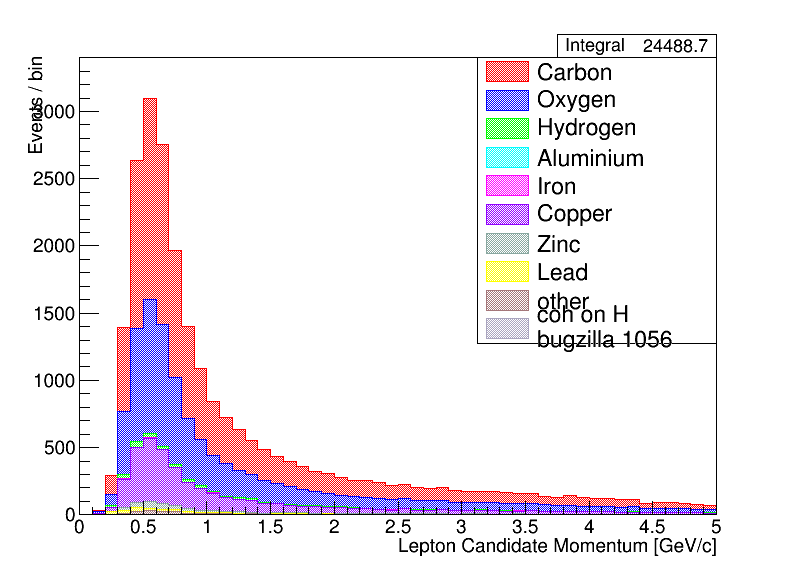 Integral 24488.7
Events / bin
Carbon
Oxygen
Hydrogen
Aluminium
Iron
Copper
Zinc
Lead
other
coh on H
bugzilla 1056
3000
2500
2000
1500
1000
500
0
0 0.5 1 1.5 2 2.5 3 3.5 4 4.5 5
Lepton Candidate Momentum [GeV/c]